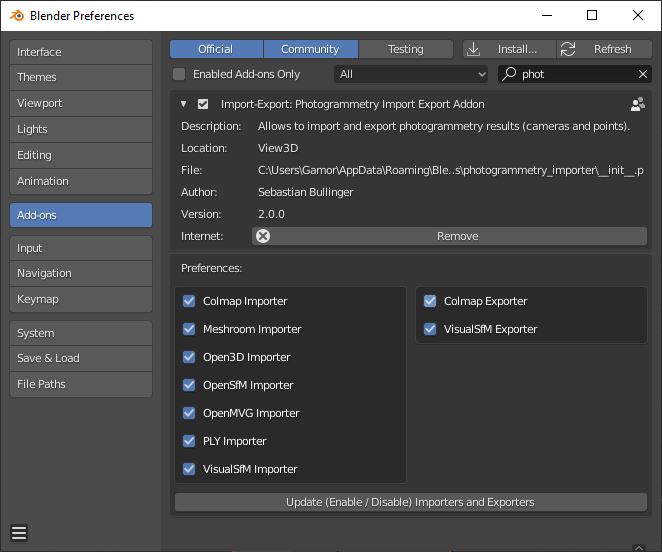 Blender Preferences
Interface
Themes
Viewport
Lights
Editing
Animation
Add-ons
Input
Navigation
Keymap
System
Save & Load
File Paths
Official Community Testing Install... Refresh
Enabled Add-ons Only All phot
Import-Export: Photogrammetry Import Export Addon
Description: Allows to import and export photogrammetry results (cameras and points).
Location: View3D
File: C:\Users\Gamor\AppData\Roaming\Ble..s\photogrammetry_importer\__init__.p
Author: Sebastian Bullinger
Version: 2.0.0
Internet: Remove
Preferences:
Colmap Importer
Meshroom Importer
Open3D Importer
OpenSfM Importer
OpenMVG Importer
PLY Importer
VisualSfM Importer
Colmap Exporter
VisualSfM Exporter
Update (Enable / Disable) Importers and Exporters